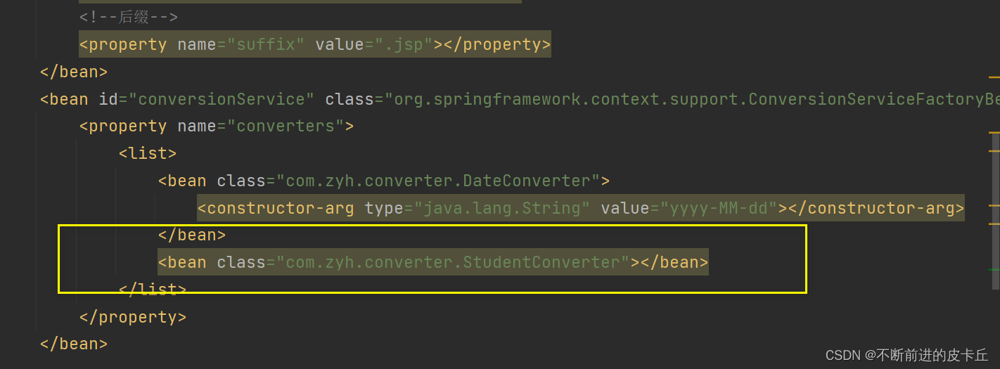 <!--后缀-->
<property name="suffix" value=".jsp"></property>
</bean>
<bean id="conversionService" class="org.springframework.context.support.ConversionServiceFactoryBe
<property name="converters">
<list>
<bean class="com.zyh.converter.DateConverter">
<constructor-arg type="java.lang.String" value="yyyy-MM-dd"></constructor-arg>
</bean>
<bean class="com.zyh.converter.StudentConverter"></bean>
</list>
</property>
</bean>
CSDN @不断前进的皮卡丘